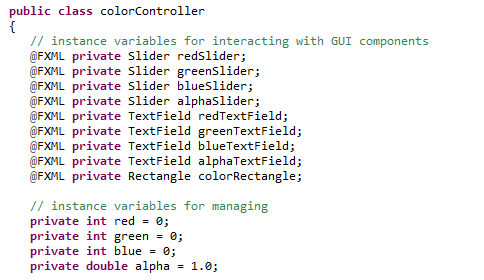 public class colorController
{
// instance variables for interacting with GUI components
@FXML private Slider redSlider;
@FXML private Slider greenSlider;
@FXML private Slider blueSlider;
@FXML private Slider alphaSlider;
@FXML private TextField redTextField;
@FXML private TextField greenTextField;
@FXML private TextField blueTextField;
@FXML private TextField alphaTextField;
@FXML private Rectangle colorRectangle;
// instance variables for managing
private int red = 0;
private int green = 0;
private int blue = 0;
private double alpha = 1.0;